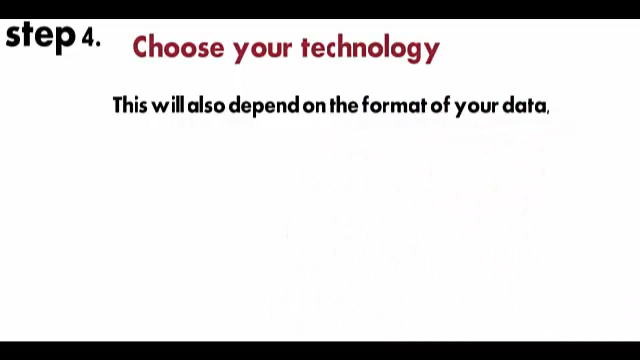 step 4.
Choose your technology
This will also depend on the format of your data,